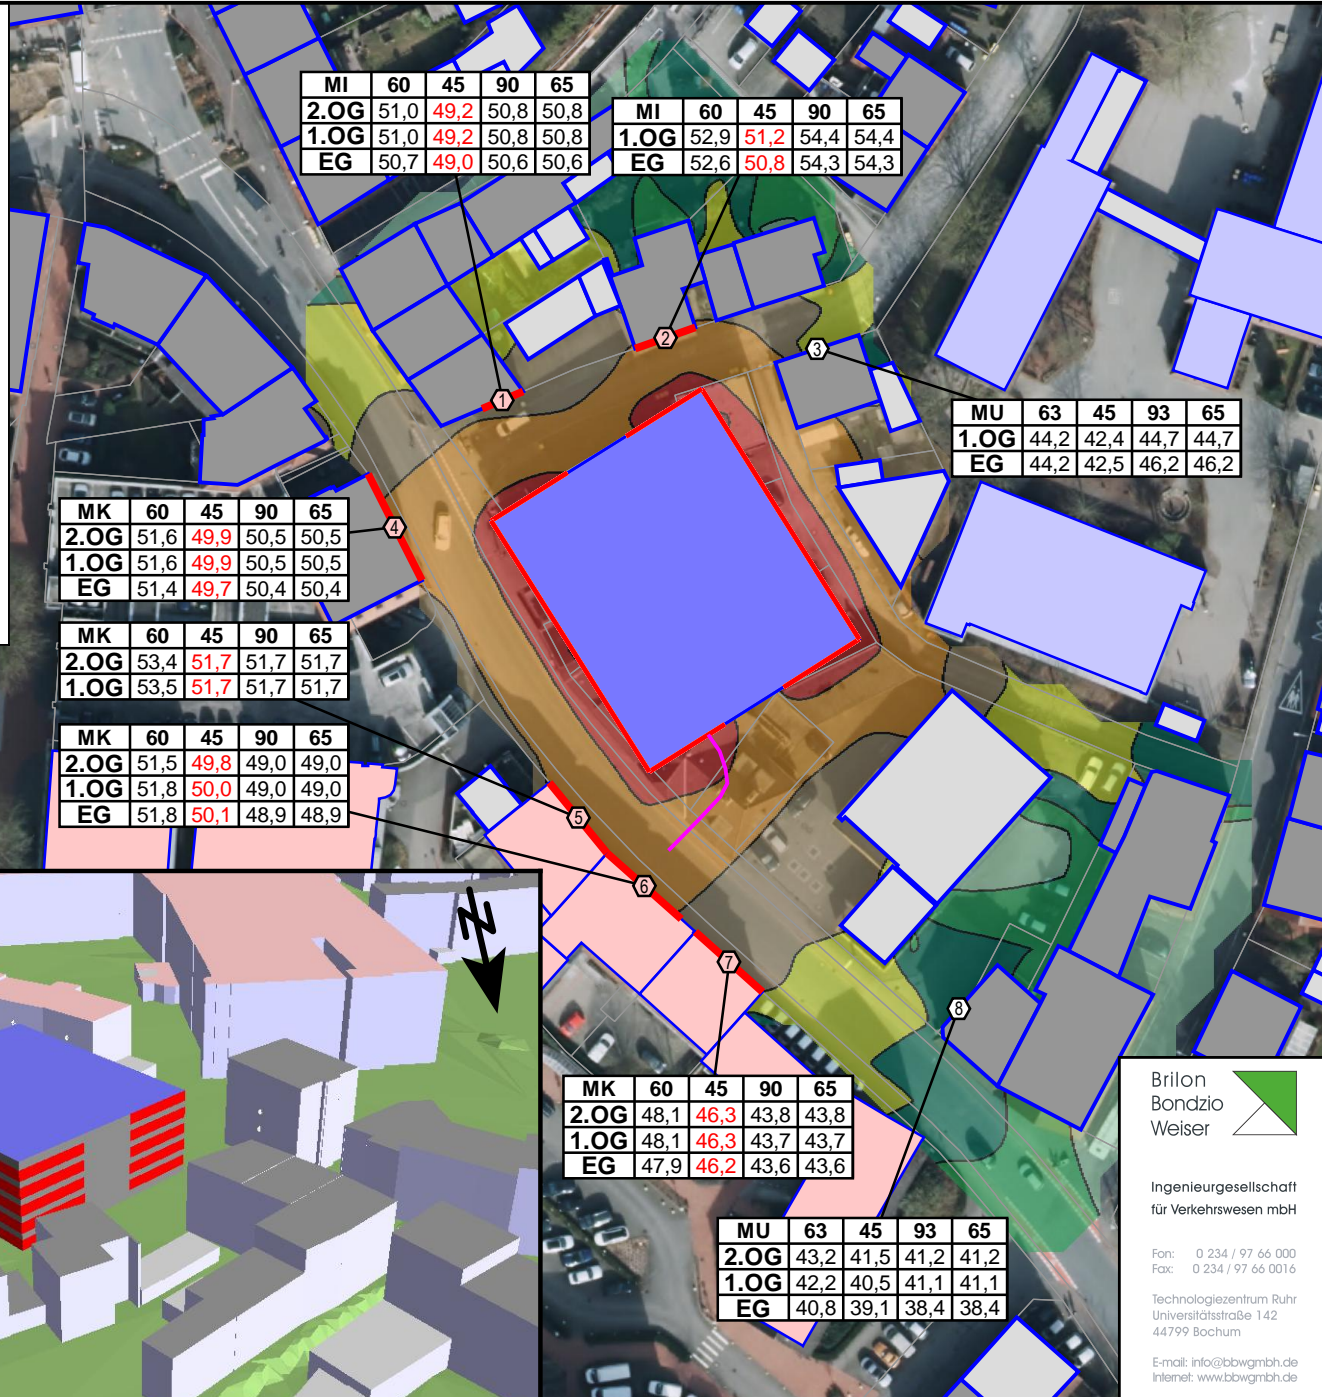 MI 60 45 90 65
2.OG 51,0 49,2 50,8 50,8
1.OG 51,0 49,2 50,8 50,8
EG 50,7 49,0 50,6 50,6
MI 60 45 90 65
1.OG 52,9 51,2 54,4 54,4
EG 52,6 50,8 54,3 54,3
2
3
1
MU 63 45 93 65
1.OG 44,2 42,4 44,7 44,7
EG 44,2 42,5 46,2 46,2
MK 60 45 90 65
2.OG 51,6 49,9 50,5 50,5
1.OG 51,6 49,9 50,5 50,5
EG 51,4 49,7 50,4 50,4
4
MK 60 45 90 65
2.OG 53,4 51,7 51,7 51,7
1.OG 53,5 51,7 51,7 51,7
MK 60 45 90 65
2.OG 51,5 49,8 49,0 49,0
1.OG 51,8 50,0 49,0 49,0
EG 51,8 50,1 48,9 48,9
5
6
7
8
N
MK 60 45 90 65
2.OG 48,1 46,3 43,8 43,8
1.OG 48,1 46,3 43,7 43,7
EG 47,9 46,2 43,6 43,6
MU 63 45 93 65
2.OG 43,2 41,5 41,2 41,2
1.OG 42,2 40,5 41,1 41,1
EG 40,8 39,1 38,4 38,4
Brilon
Bondzio
Weiser
Ingenieurgesellschaft
für Verkehrswesen mbH
Fon: 0 234 / 97 66 000
Fax: 0 234 / 97 66 0016
Technologiezentrum Ruhr
Universitätsstraße 142
44799 Bochum
E-mail: info@bbwgmbh.de
Internet: www.bbwgmbh.de